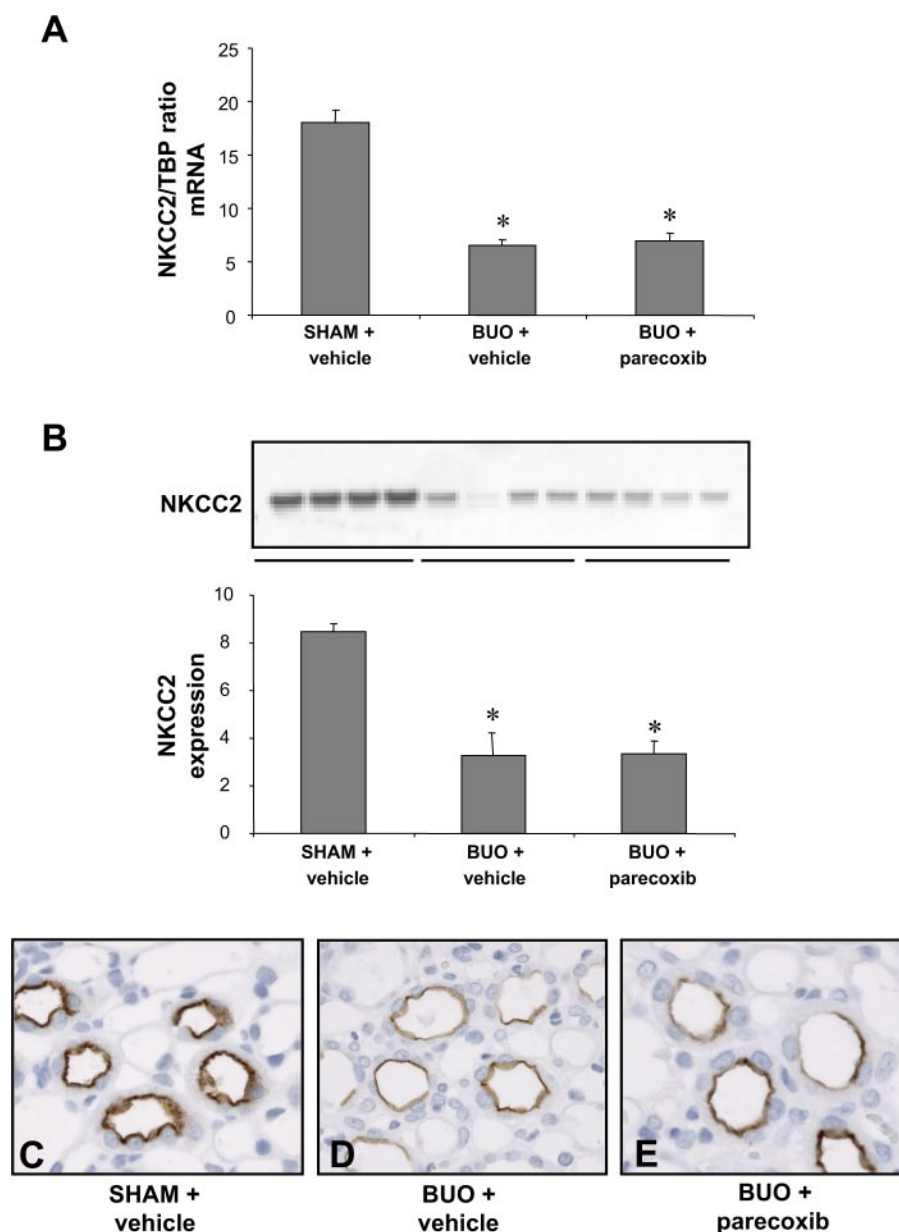 A
NKCC2/TBP ratio
mRNA
25
20
15
10
5
0
*
*
SHAM +
vehicle
BUO +
vehicle
BUO +
parecoxib
B
NKCC2
NKCC2
expression
10
8
6
4
2
0
*
*
SHAM +
vehicle
BUO +
vehicle
BUO +
parecoxib
C
D
E
SHAM +
vehicle
BUO +
vehicle
BUO +
parecoxib